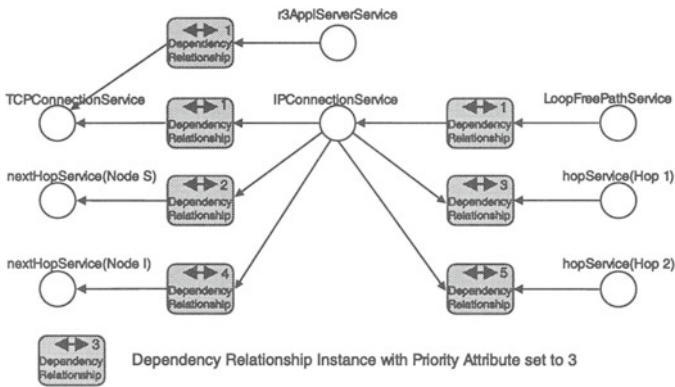 r3ApplServerService
1
Dependency
Relationship
TCPConnectionService
IPConnectionService
LoopFreePathService
1
Dependency
Relationship
1
Dependency
Relationship
nextHopService(Node S)
hopService(Hop 1)
2
Dependency
Relationship
3
Dependency
Relationship
nextHopService(Node I)
hopService(Hop 2)
4
Dependency
Relationship
5
Dependency
Relationship
3
Dependency
Relationship
Dependency Relationship Instance with Priority Attribute set to 3